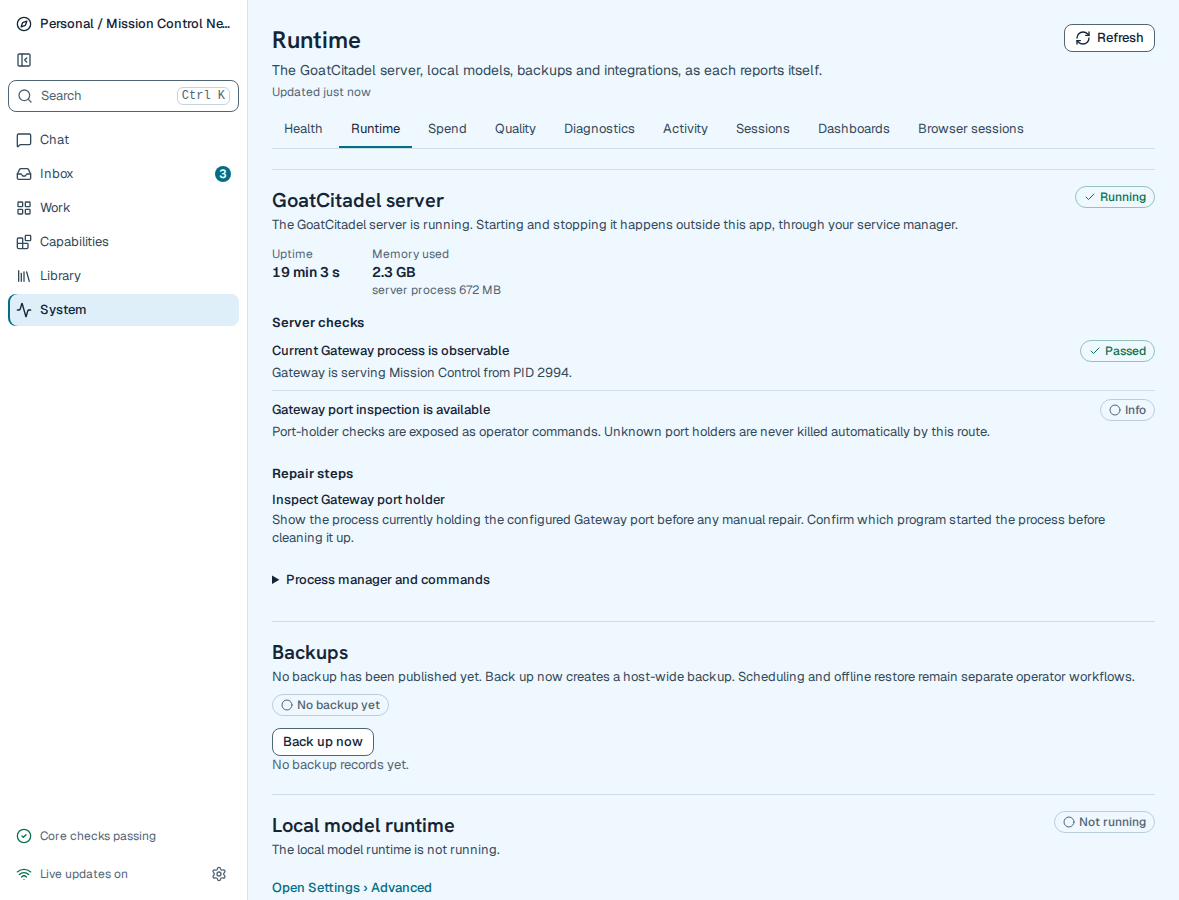 Personal / Mission Control Ne...
Search
Ctrl K
Chat
Inbox
3
Work
Capabilities
Library
System
Core checks passing
Live updates on
Runtime
Refresh
The GoatCitadel server, local models, backups and integrations, as each reports itself.
Updated just now
Health
Runtime
Spend
Quality
Diagnostics
Activity
Sessions
Dashboards
Browser sessions
GoatCitadel server
Running
The GoatCitadel server is running. Starting and stopping it happens outside this app, through your service manager.
Uptime
19 min 3 s
Memory used
2.3 GB
server process 672 MB
Server checks
Current Gateway process is observable
Passed
Gateway is serving Mission Control from PID 2994.
Gateway port inspection is available
Info
Port-holder checks are exposed as operator commands. Unknown port holders are never killed automatically by this route.
Repair steps
Inspect Gateway port holder
Show the process currently holding the configured Gateway port before any manual repair. Confirm which program started the process before
cleaning it up.
Process manager and commands
Backups
No backup has been published yet. Back up now creates a host-wide backup. Scheduling and offline restore remain separate operator workflows.
No backup yet
Back up now
No backup records yet.
Local model runtime
Not running
The local model runtime is not running.
Open Settings › Advanced